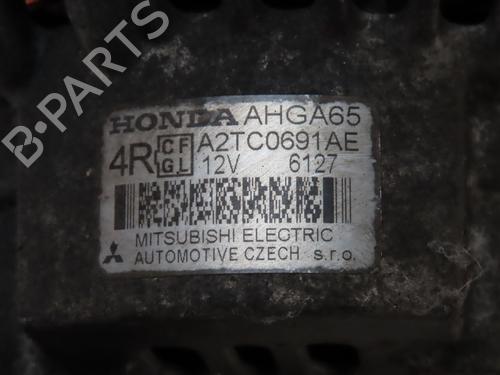 HONDA AHGA65
4R CF GL A2TC0691AE
12V 6127
MITSUBISHI ELECTRIC
AUTOMOTIVE CZECH s.r.o.
B-PARTS